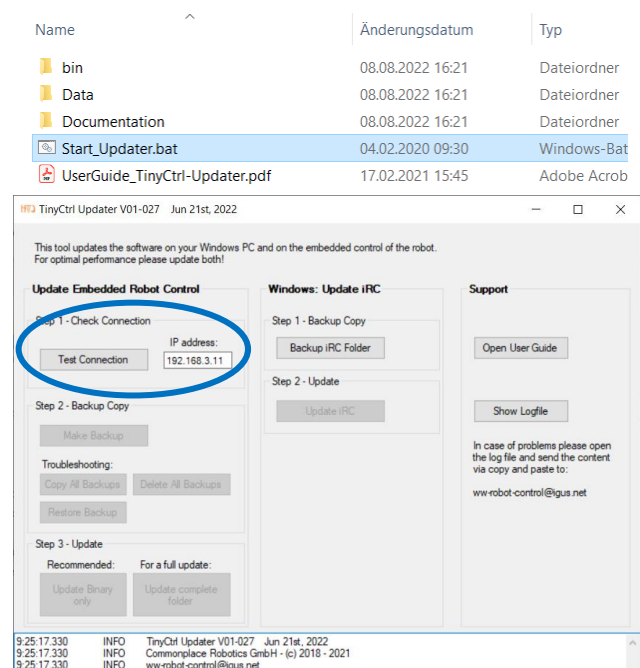 Name Änderungsdatum Typ
bin 08.08.2022 16:21 Dateiordner
Data 08.08.2022 16:21 Dateiordner
Documentation 08.08.2022 16:21 Dateiordner
Start_Updater.bat 04.02.2020 09:30 Windows-Bat
UserGuide_TinyCtrl-Updater.pdf 17.02.2021 15:45 Adobe Acrob
TinyCtrl Updater V01-027 Jun 21st, 2022
This tool updates the software on your Windows PC and on the embedded control of the robot.
For optimal performance please update both!
Update Embedded Robot Control
Step 1 - Check Connection
IP address:
Test Connection 192.168.3.11
Step 2 - Backup Copy
Make Backup
Troubleshooting:
Copy All Backups Delete All Backups
Restore Backup
Step 3 - Update
Recommended: For a full update:
Update Binary only
Update complete folder
Windows: Update iRC
Step 1 - Backup Copy
Backup iRC Folder
Step 2 - Update
Update iRC
Support
Open User Guide
Show Logfile
In case of problems please open
the log file and send the content
via copy and paste to:
ww-robot-control@igus.net
9:25:17.330 INFO TinyCtrl Updater V01-027 Jun 21st, 2022
9:25:17.330 INFO Commonplace Robotics GmbH - (c) 2018 - 2021
9:25:17.330 INFO ww-robot-control@igus.net